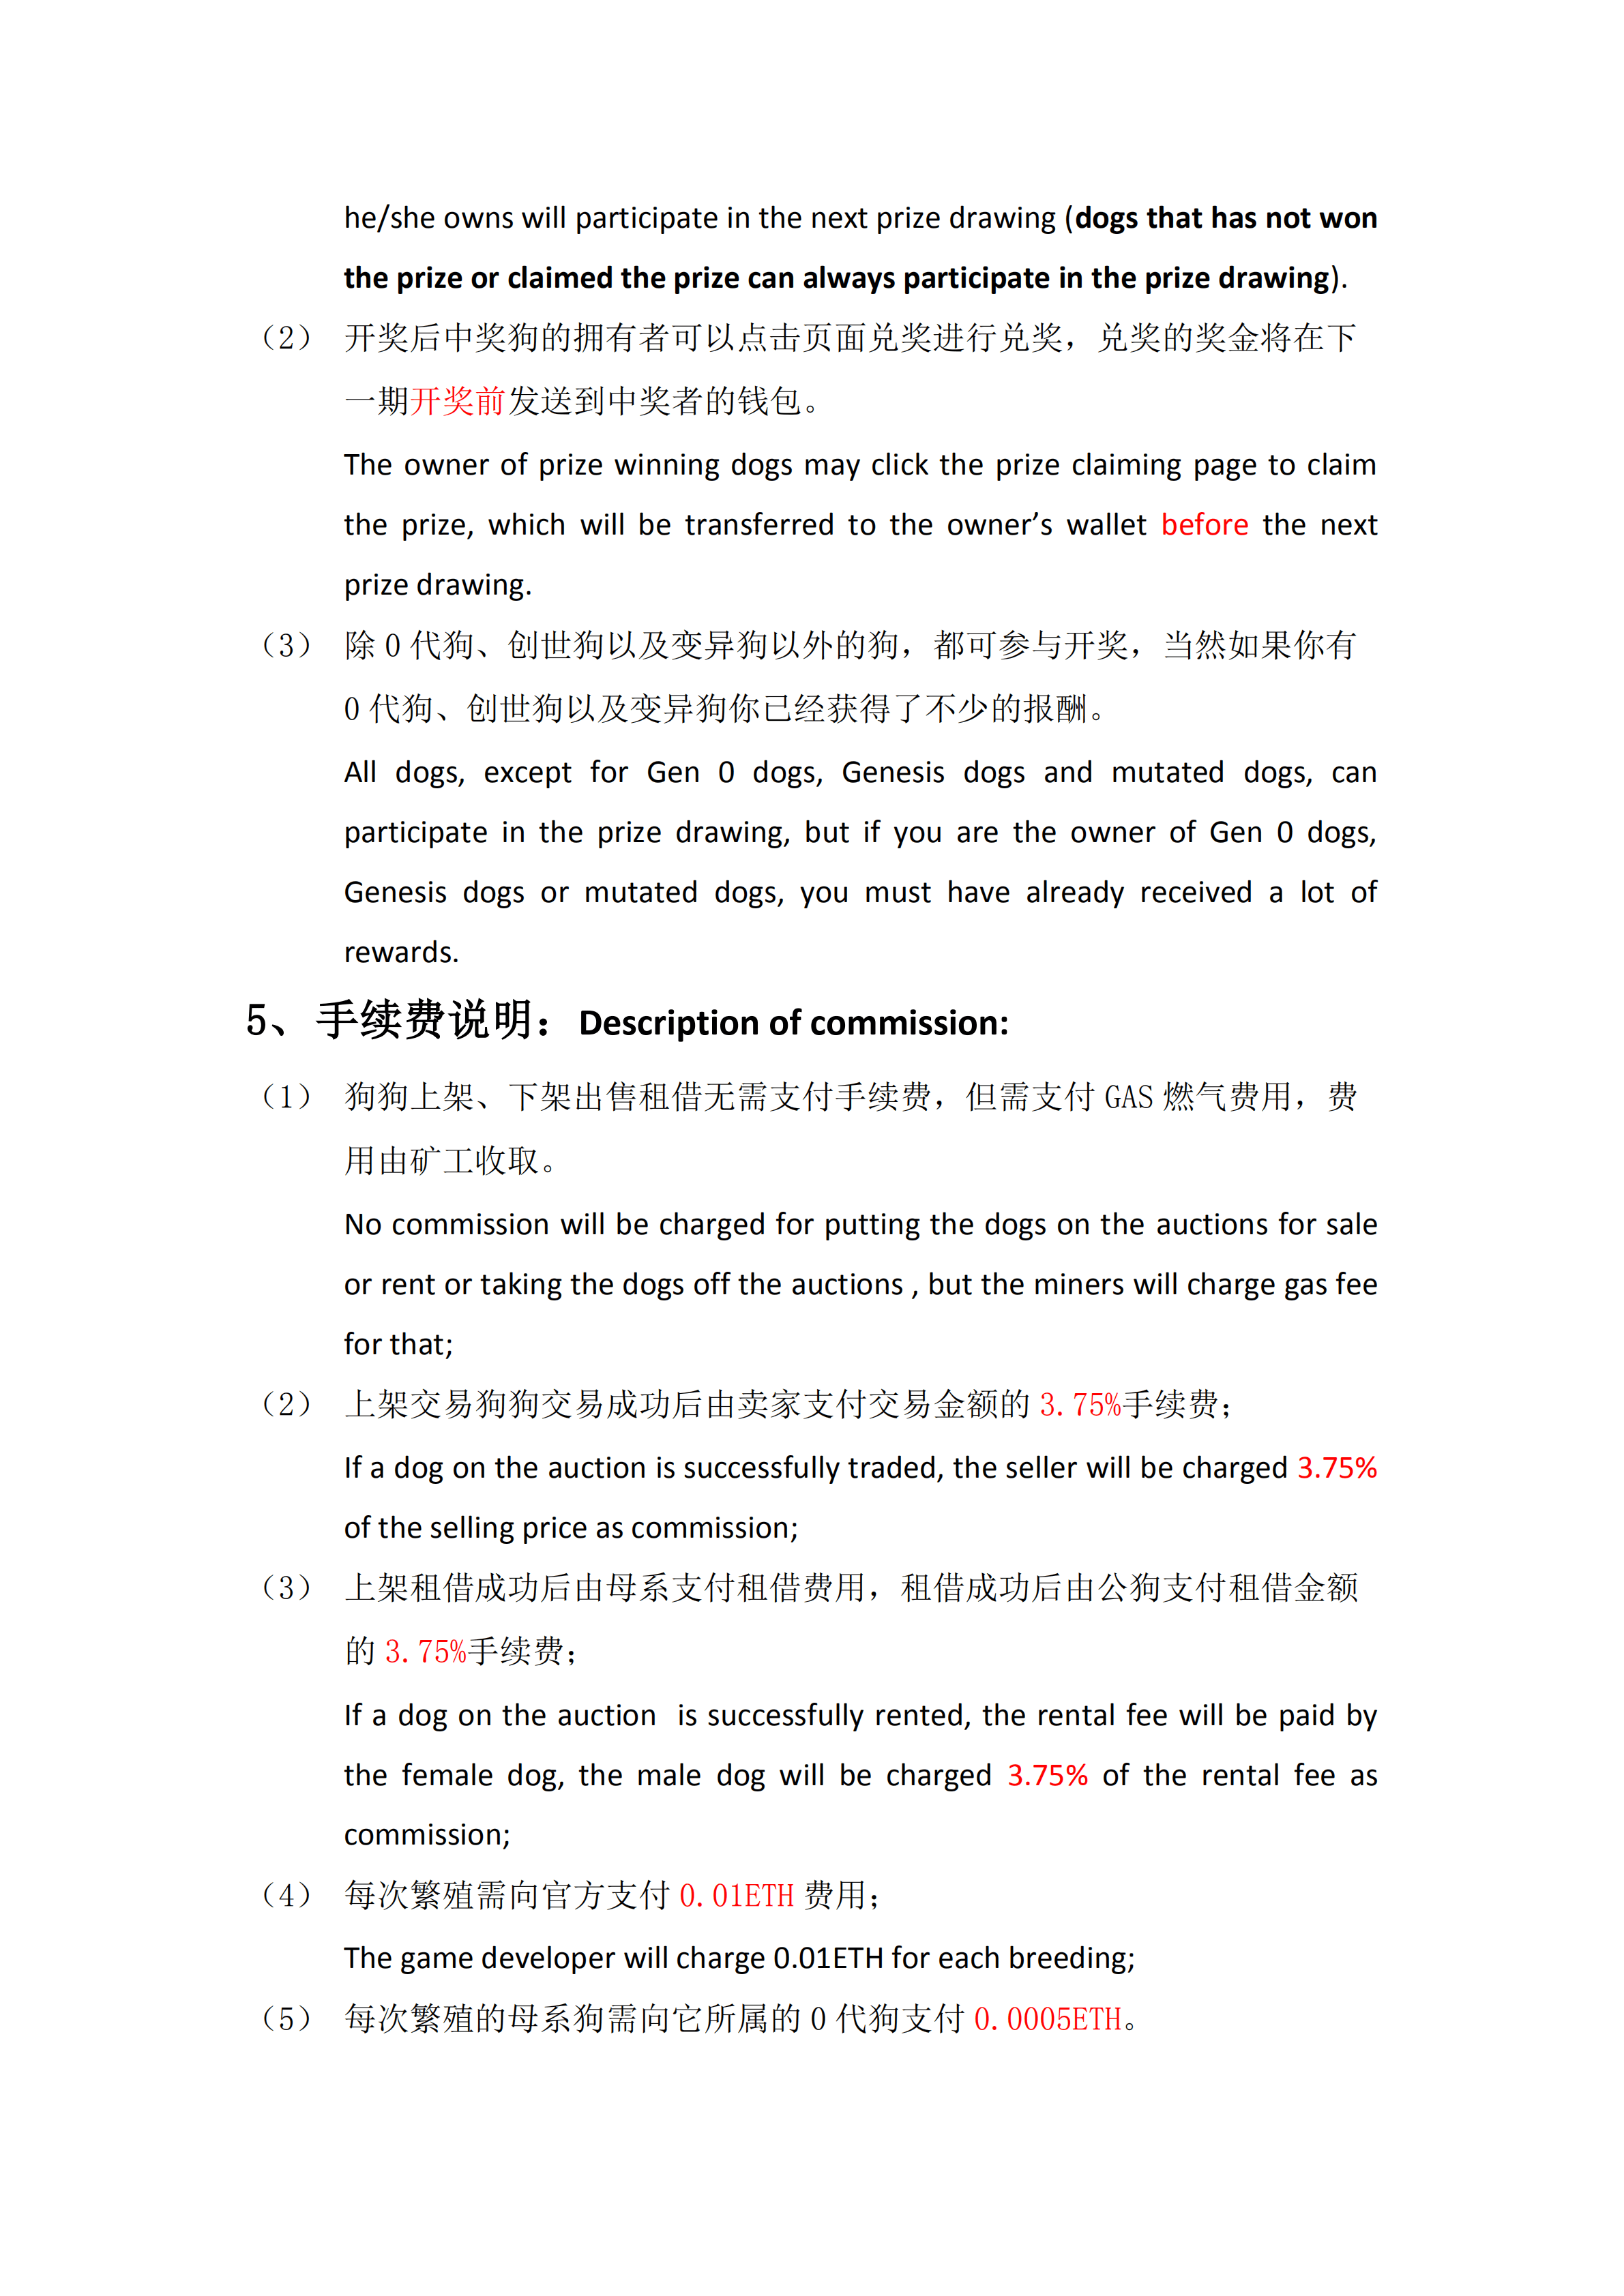 he/she owns will participate in the next prize drawing (dogs that has not won
the prize or claimed the prize can always participate in the prize drawing).
（2） 开奖后中奖狗的拥有者可以点击页面兑奖进行兑奖，兑奖的奖金将在下
一期开奖前发送到中奖者的钱包。
The owner of prize winning dogs may click the prize claiming page to claim
the prize, which will be transferred to the owner’s wallet before the next
prize drawing.
（3） 除 0 代狗、创世狗以及变异狗以外的狗，都可参与开奖，当然如果你有
0 代狗、创世狗以及变异狗你已经获得了不少的报酬。
All dogs, except for Gen 0 dogs, Genesis dogs and mutated dogs, can
participate in the prize drawing, but if you are the owner of Gen 0 dogs,
Genesis dogs or mutated dogs, you must have already received a lot of
rewards.
5、手续费说明：Description of commission:
（1） 狗狗上架、下架出售租借无需支付手续费，但需支付 GAS 燃气费用，费
用由矿工收取。
No commission will be charged for putting the dogs on the auctions for sale
or rent or taking the dogs off the auctions , but the miners will charge gas fee
for that;
（2） 上架交易狗狗交易成功后由卖家支付交易金额的 3.75%手续费；
If a dog on the auction is successfully traded, the seller will be charged 3.75%
of the selling price as commission;
（3） 上架租借成功后由母系支付租借费用，租借成功后由公狗支付租借金额
的 3.75%手续费；
If a dog on the auction  is successfully rented, the rental fee will be paid by
the female dog, the male dog will be charged 3.75% of the rental fee as
commission;
（4） 每次繁殖需向官方支付 0.01ETH 费用；
The game developer will charge 0.01ETH for each breeding;
（5） 每次繁殖的母系狗需向它所属的 0 代狗支付 0.0005ETH。